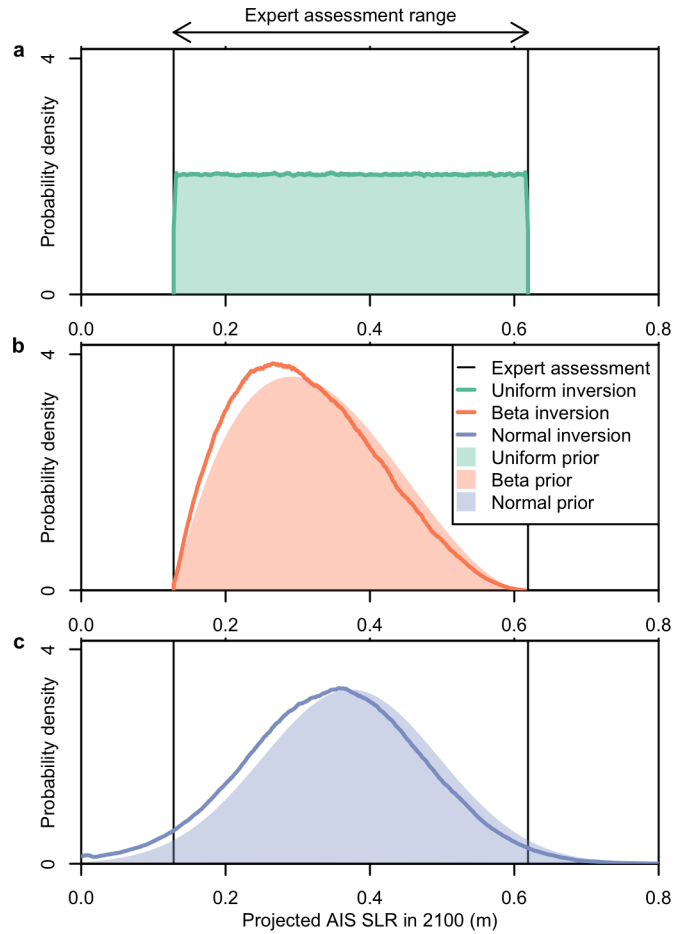 Expert assessment range
a
4
Probability density
0
0.0 0.2 0.4 0.6 0.8
b
4
Probability density
0
Expert assessment
Uniform inversion
Beta inversion
Normal inversion
Uniform prior
Beta prior
Normal prior
0.0 0.2 0.4 0.6 0.8
c
4
Probability density
0
0.0 0.2 0.4 0.6 0.8
Projected AIS SLR in 2100 (m)